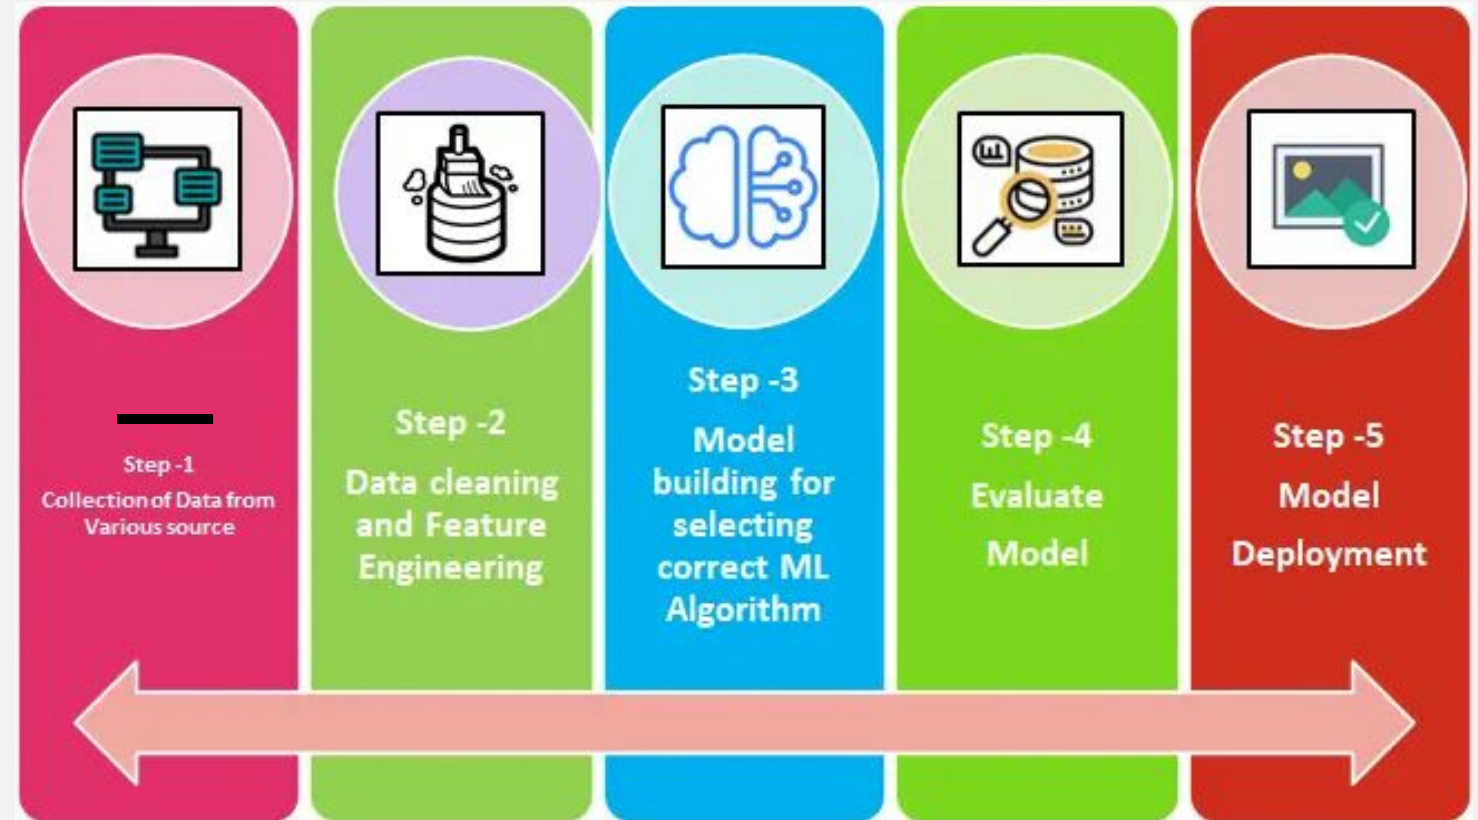 Step -1
Collection of Data from
Various source
Step -2
Data cleaning
and Feature
Engineering
Step -3
Model
building for
selecting
correct ML
Algorithm
Step -4
Evaluate
Model
Step -5
Model
Deployment